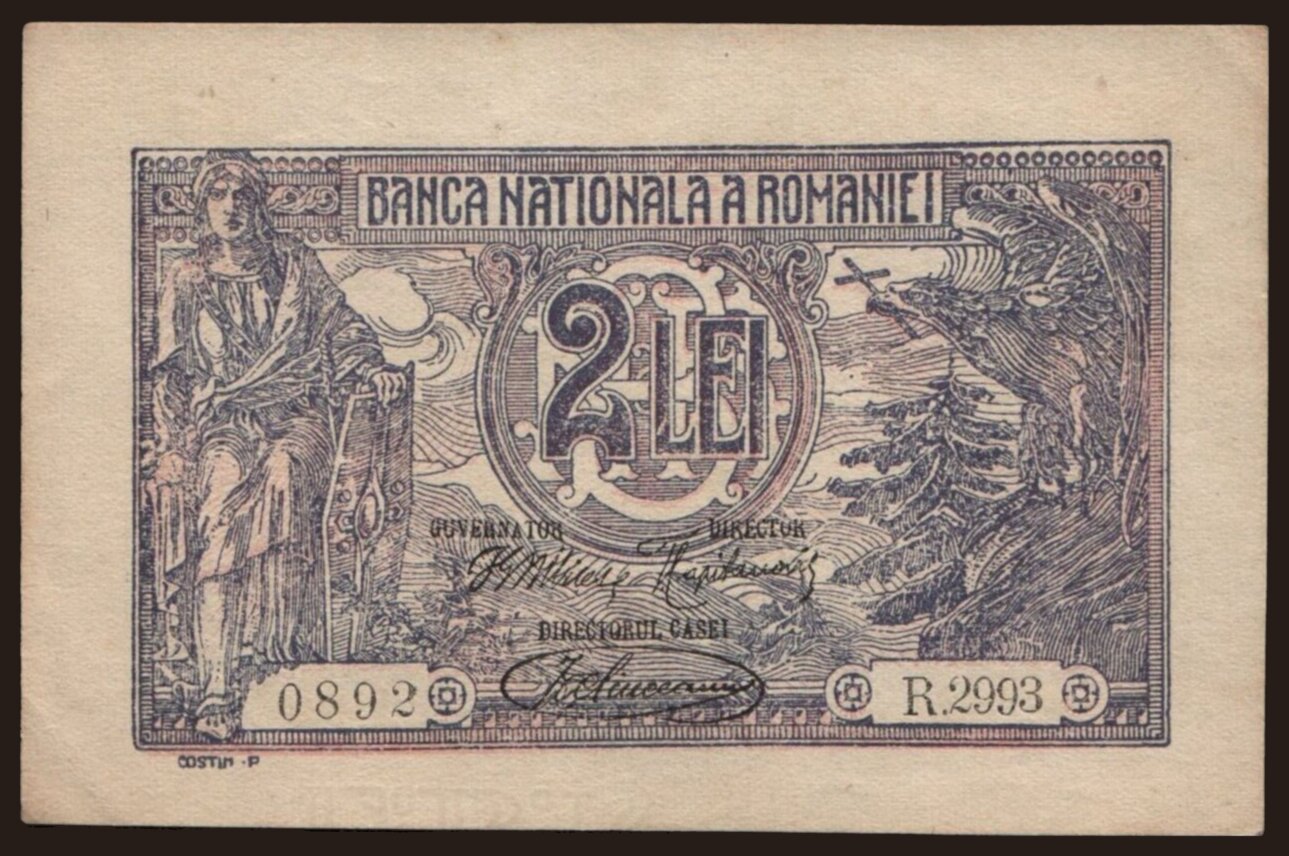 BANCA NATIONALA A ROMANIEI
2 LEI
GUVERNATOR DIRECTOR
DIRECTORUL CASEI
0892 R.2993
COSTIN · P